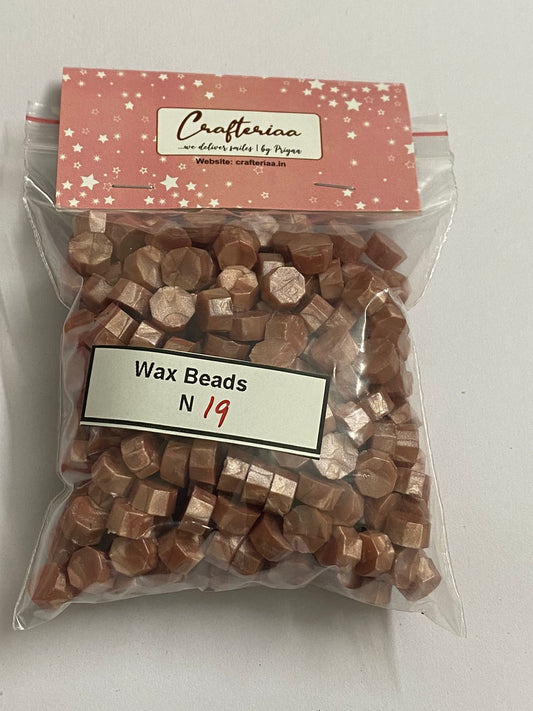 Crafteriaa
...we deliver smiles | by Priyaa
Website: crafteriaa.in
Wax Beads
N 19